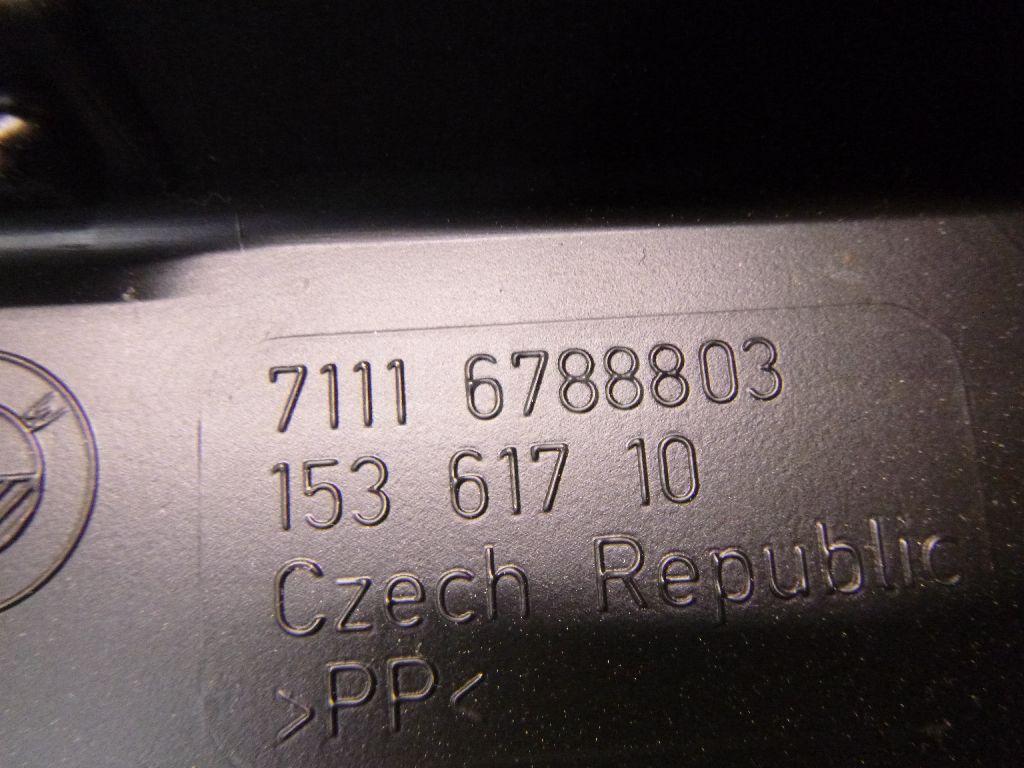 7111 6788803
153 617 10
Czech Republic
>PP<